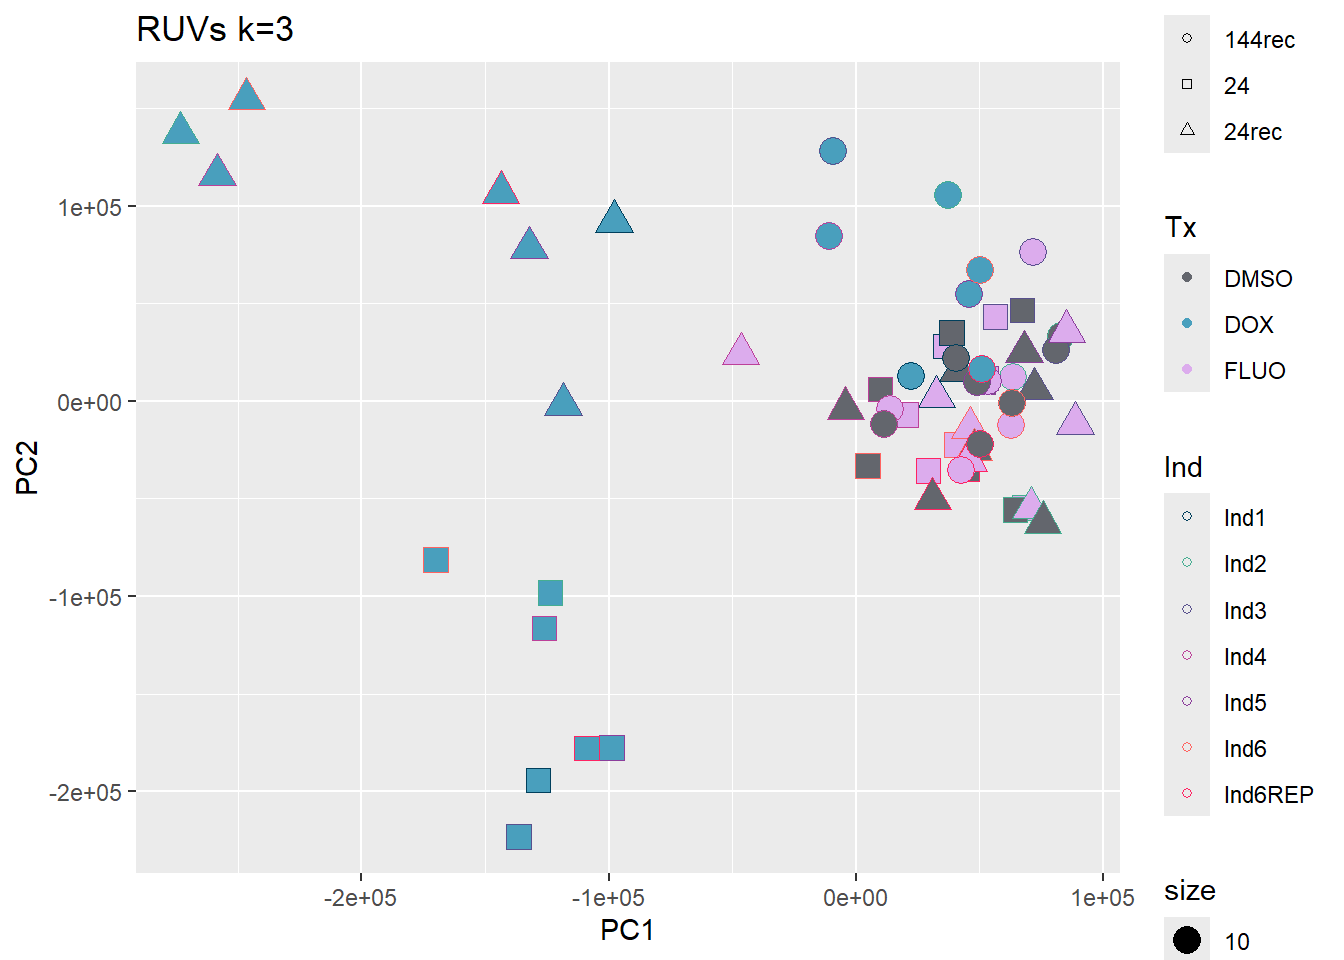 RUVs k=3
144rec
24
24rec
Tx
DMSO
DOX
FLUO
Ind
Ind1
Ind2
Ind3
Ind4
Ind5
Ind6
Ind6REP
size
10
1e+05
0e+00
-1e+05
-2e+05
PC2
-2e+05
-1e+05
0e+00
1e+05
PC1